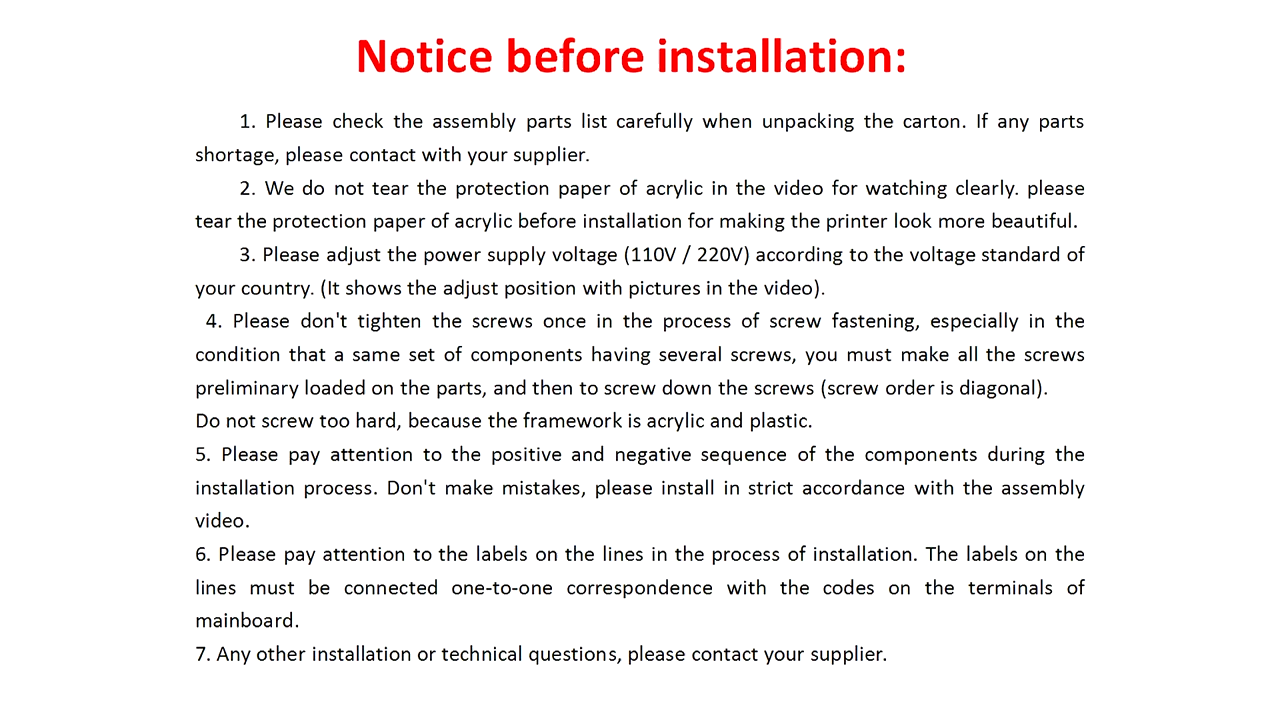 Notice before installation:
1. Please check the assembly parts list carefully when unpacking the carton. If any parts
shortage, please contact with your supplier.
2. We do not tear the protection paper of acrylic in the video for watching clearly. please
tear the protection paper of acrylic before installation for making the printer look more beautiful.
3. Please adjust the power supply voltage (110V / 220V) according to the voltage standard of
your country. (It shows the adjust position with pictures in the video).
4. Please don't tighten the screws once in the process of screw fastening, especially in the
condition that a same set of components having several screws, you must make all the screws
preliminary loaded on the parts, and then to screw down the screws (screw order is diagonal).
Do not screw too hard, because the framework is acrylic and plastic.
5. Please pay attention to the positive and negative sequence of the components during the
installation process. Don't make mistakes, please install in strict accordance with the assembly
video.
6. Please pay attention to the labels on the lines in the process of installation. The labels on the
lines must be connected one-to-one correspondence with the codes on the terminals of
mainboard.
7. Any other installation or technical questions, please contact your supplier.